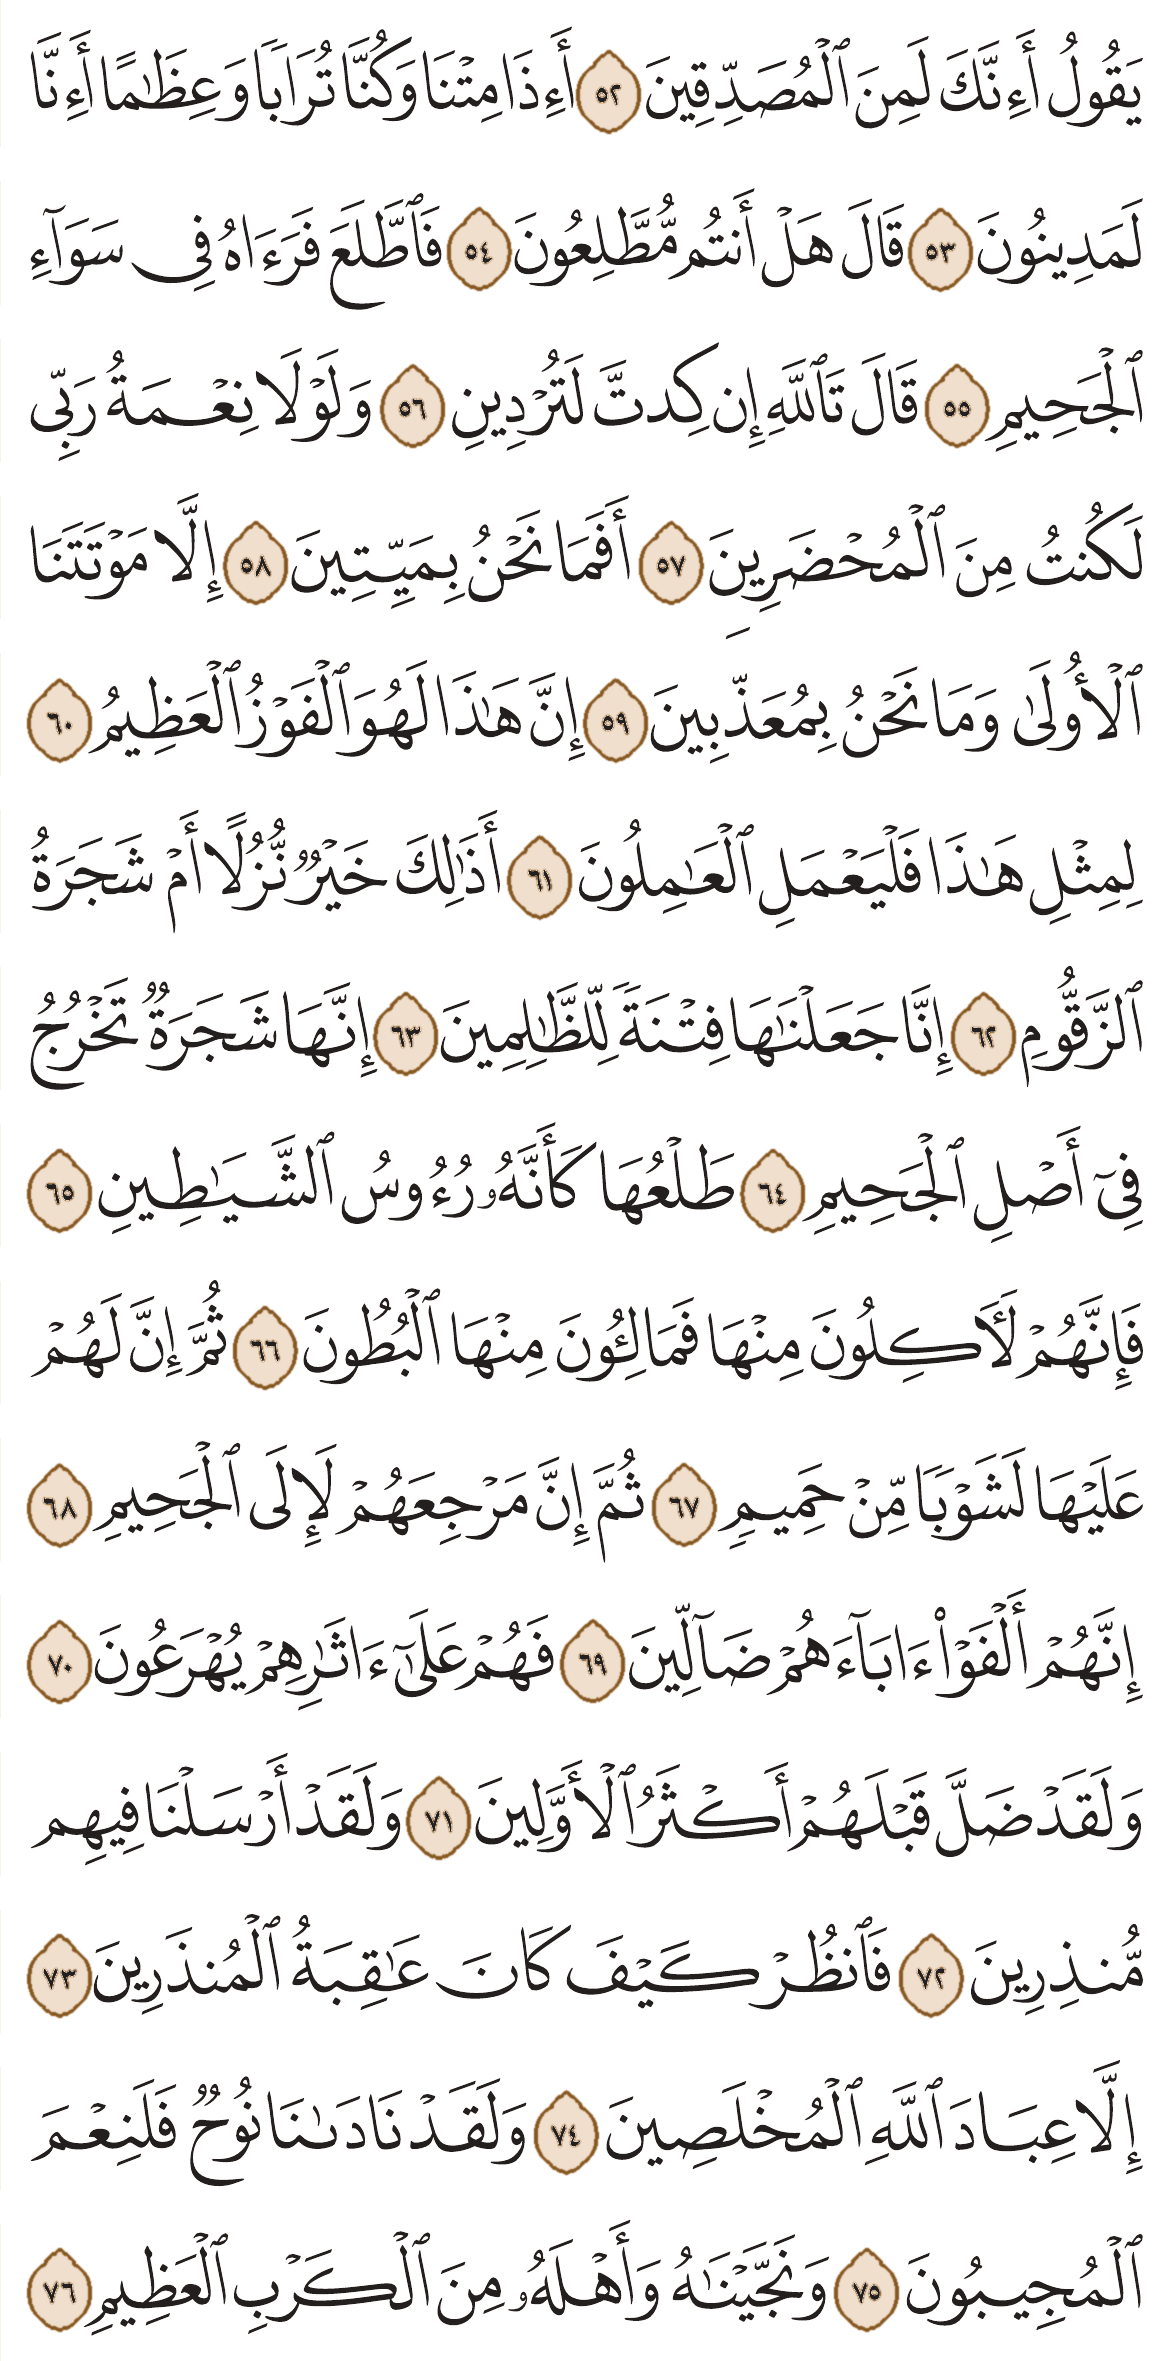 يَقُولُ أَءِنَّكَ لَمِنَ ٱلْمُصَدِّقِينَ ٥٢ أَءِذَا مِتْنَا وَكُنَّا تُرَابًا وَعِظَٰمًا أَءِنَّا
لَمَدِينُونَ ٥٣ قَالَ هَلْ أَنتُم مُّطَّلِعُونَ ٥٤ فَٱطَّلَعَ فَرَءَاهُ فِى سَوَآءِ
ٱلْجَحِيمِ ٥٥ قَالَ تَٱللَّهِ إِن كِدتَّ لَتُرْدِينِ ٥٦ وَلَوْلَا نِعْمَةُ رَبِّى
لَكُنتُ مِنَ ٱلْمُحْضَرِينَ ٥٧ أَفَمَا نَحْنُ بِمَيِّتِينَ ٥٨ إِلَّا مَوْتَتَنَا
ٱلْأُولَىٰ وَمَا نَحْنُ بِمُعَذَّبِينَ ٥٩ إِنَّ هَٰذَا لَهُوَ ٱلْفَوْزُ ٱلْعَظِيمُ ٦٠
لِمِثْلِ هَٰذَا فَلْيَعْمَلِ ٱلْعَٰمِلُونَ ٦١ أَذَٰلِكَ خَيْرٌ نُّزُلًا أَمْ شَجَرَةُ
ٱلزَّقُّومِ ٦٢ إِنَّا جَعَلْنَٰهَا فِتْنَةً لِّلظَّٰلِمِينَ ٦٣ إِنَّهَا شَجَرَةٌ تَخْرُجُ
فِىٓ أَصْلِ ٱلْجَحِيمِ ٦٤ طَلْعُهَا كَأَنَّهُۥ رُءُوسُ ٱلشَّيَٰطِينِ ٦٥
فَإِنَّهُمْ لَـَٔاكِلُونَ مِنْهَا فَمَالِـُٔونَ مِنْهَا ٱلْبُطُونَ ٦٦ ثُمَّ إِنَّ لَهُمْ
عَلَيْهَا لَشَوْبًا مِّنْ حَمِيمٍ ٦٧ ثُمَّ إِنَّ مَرْجِعَهُمْ لَإِلَى ٱلْجَحِيمِ ٦٨
إِنَّهُمْ أَلْفَوْا۟ ءَابَآءَهُمْ ضَآلِّينَ ٦٩ فَهُمْ عَلَىٰٓ ءَاثَٰرِهِمْ يُهْرَعُونَ ٧٠
وَلَقَدْ ضَلَّ قَبْلَهُمْ أَكْثَرُ ٱلْأَوَّلِينَ ٧١ وَلَقَدْ أَرْسَلْنَا فِيهِم
مُّنذِرِينَ ٧٢ فَٱنظُرْ كَيْفَ كَانَ عَٰقِبَةُ ٱلْمُنذَرِينَ ٧٣
إِلَّا عِبَادَ ٱللَّهِ ٱلْمُخْلَصِينَ ٧٤ وَلَقَدْ نَادَىٰنَا نُوحٌ فَلَنِعْمَ
ٱلْمُجِيبُونَ ٧٥ وَنَجَّيْنَٰهُ وَأَهْلَهُۥ مِنَ ٱلْكَرْبِ ٱلْعَظِيمِ ٧٦